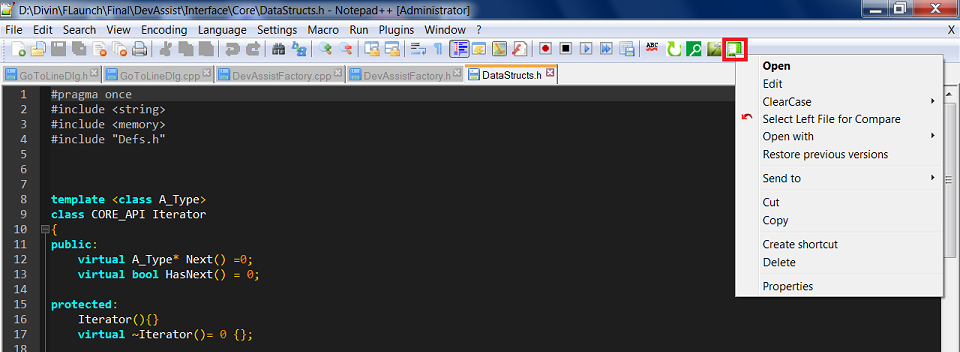 D:\Divin\FLaunch\Final\DevAssist\Interface\Core\DataStructs.h - Notepad++ [Administrator]
File Edit Search View Encoding Language Settings Macro Run Plugins Window ? X
ABC
GoToLineDlg.h GoToLineDlg.cpp DevAssistFactory.cpp DevAssistFactory.h DataStructs.h
1 #pragma once
2 #include <string>
3 #include <memory>
4 #include "Defs.h"
5
6
7
8 template <class A_Type>
9 class CORE_API Iterator
10 {
11 public:
12 virtual A_Type* Next() =0;
13 virtual bool HasNext() = 0;
14
15 protected:
16 Iterator(){}
17 virtual ~Iterator()= 0 {};
18
Open
Edit
ClearCase
Select Left File for Compare
Open with
Restore previous versions
Send to
Cut
Copy
Create shortcut
Delete
Properties